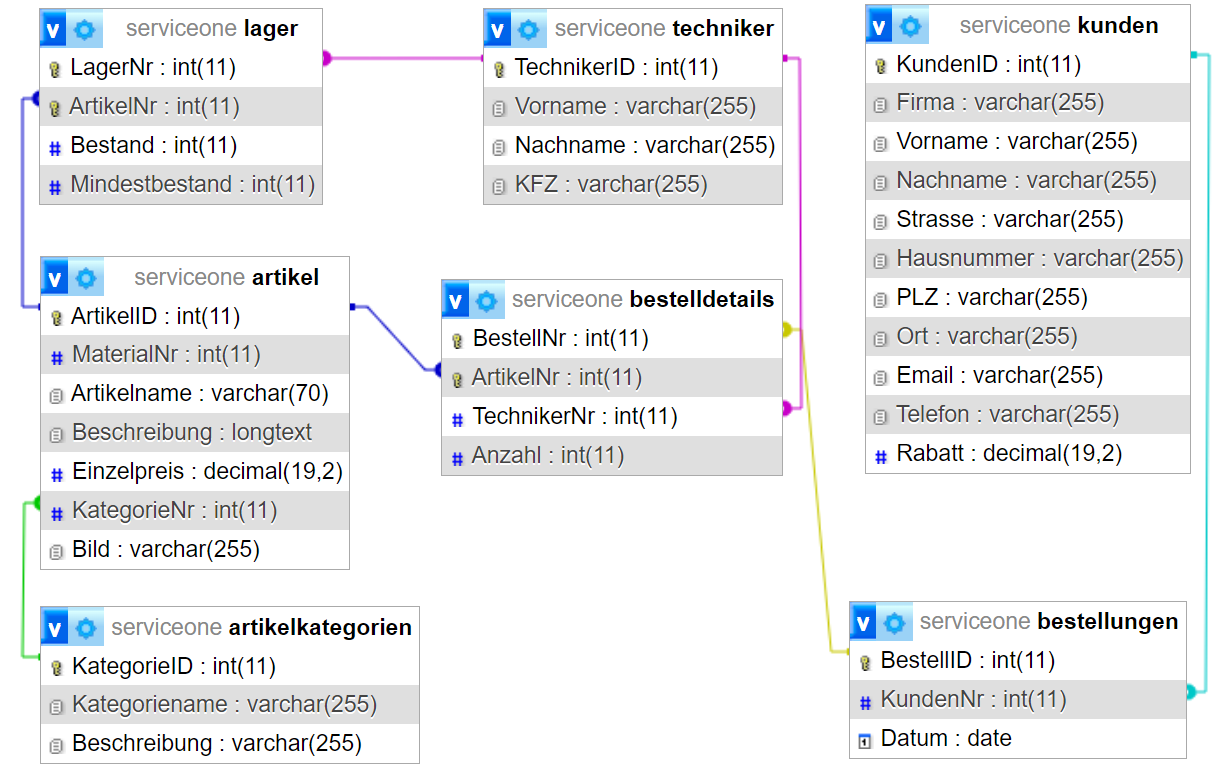 serviceone lager
LagerNr : int(11)
ArtikelNr : int(11)
Bestand : int(11)
Mindestbestand : int(11)
serviceone techniker
TechnikerID : int(11)
Vorname : varchar(255)
Nachname : varchar(255)
KFZ : varchar(255)
serviceone kunden
KundenID : int(11)
Firma : varchar(255)
Vorname : varchar(255)
Nachname : varchar(255)
Strasse : varchar(255)
Hausnummer : varchar(255)
PLZ : varchar(255)
Ort : varchar(255)
Email : varchar(255)
Telefon : varchar(255)
Rabatt : decimal(19,2)
serviceone artikel
ArtikelID : int(11)
MaterialNr : int(11)
Artikelname : varchar(70)
Beschreibung : longtext
Einzelpreis : decimal(19,2)
KategorieNr : int(11)
Bild : varchar(255)
serviceone bestelldetails
BestellNr : int(11)
ArtikelNr : int(11)
TechnikerNr : int(11)
Anzahl : int(11)
serviceone artikelkategorien
KategorieID : int(11)
Kategoriename : varchar(255)
Beschreibung : varchar(255)
serviceone bestellungen
BestellID : int(11)
KundenNr : int(11)
Datum : date